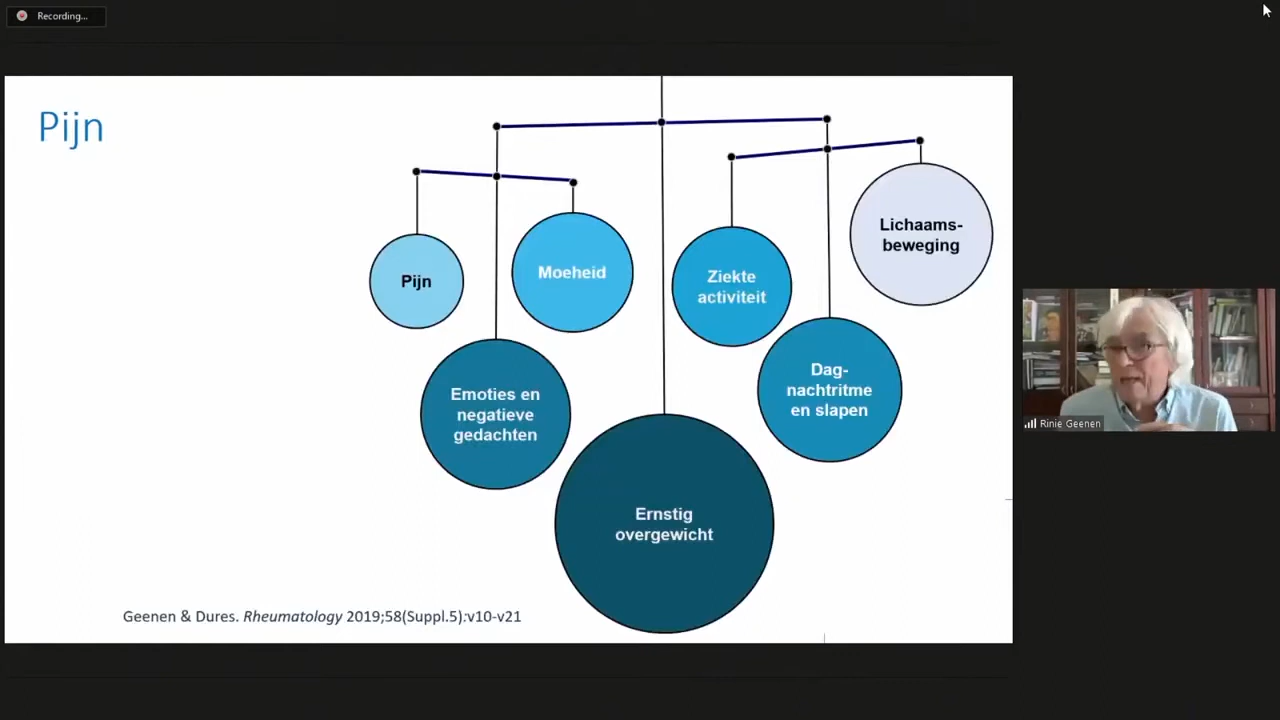 Recording...
Pijn
Pijn
Moeheid
Ziekte
activiteit
Lichaams-
beweging
Emoties en
negatieve
gedachten
Dag-
nachtritme
en slapen
Ernstig
overgewicht
Geenen & Dures. Rheumatology 2019;58(Suppl.5):v10-v21
Rinie Geenen